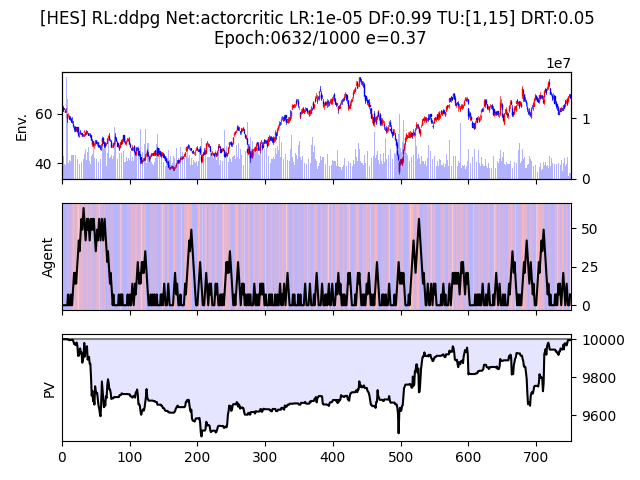 [HES] RL:ddpg Net:actorcritic LR:1e-05 DF:0.99 TU:[1,15] DRT:0.05
Epoch:0632/1000 e=0.37
1e7
Env.
60
40
1
0
Agent
50
25
0
PV
10000
9800
9600
0 100 200 300 400 500 600 700